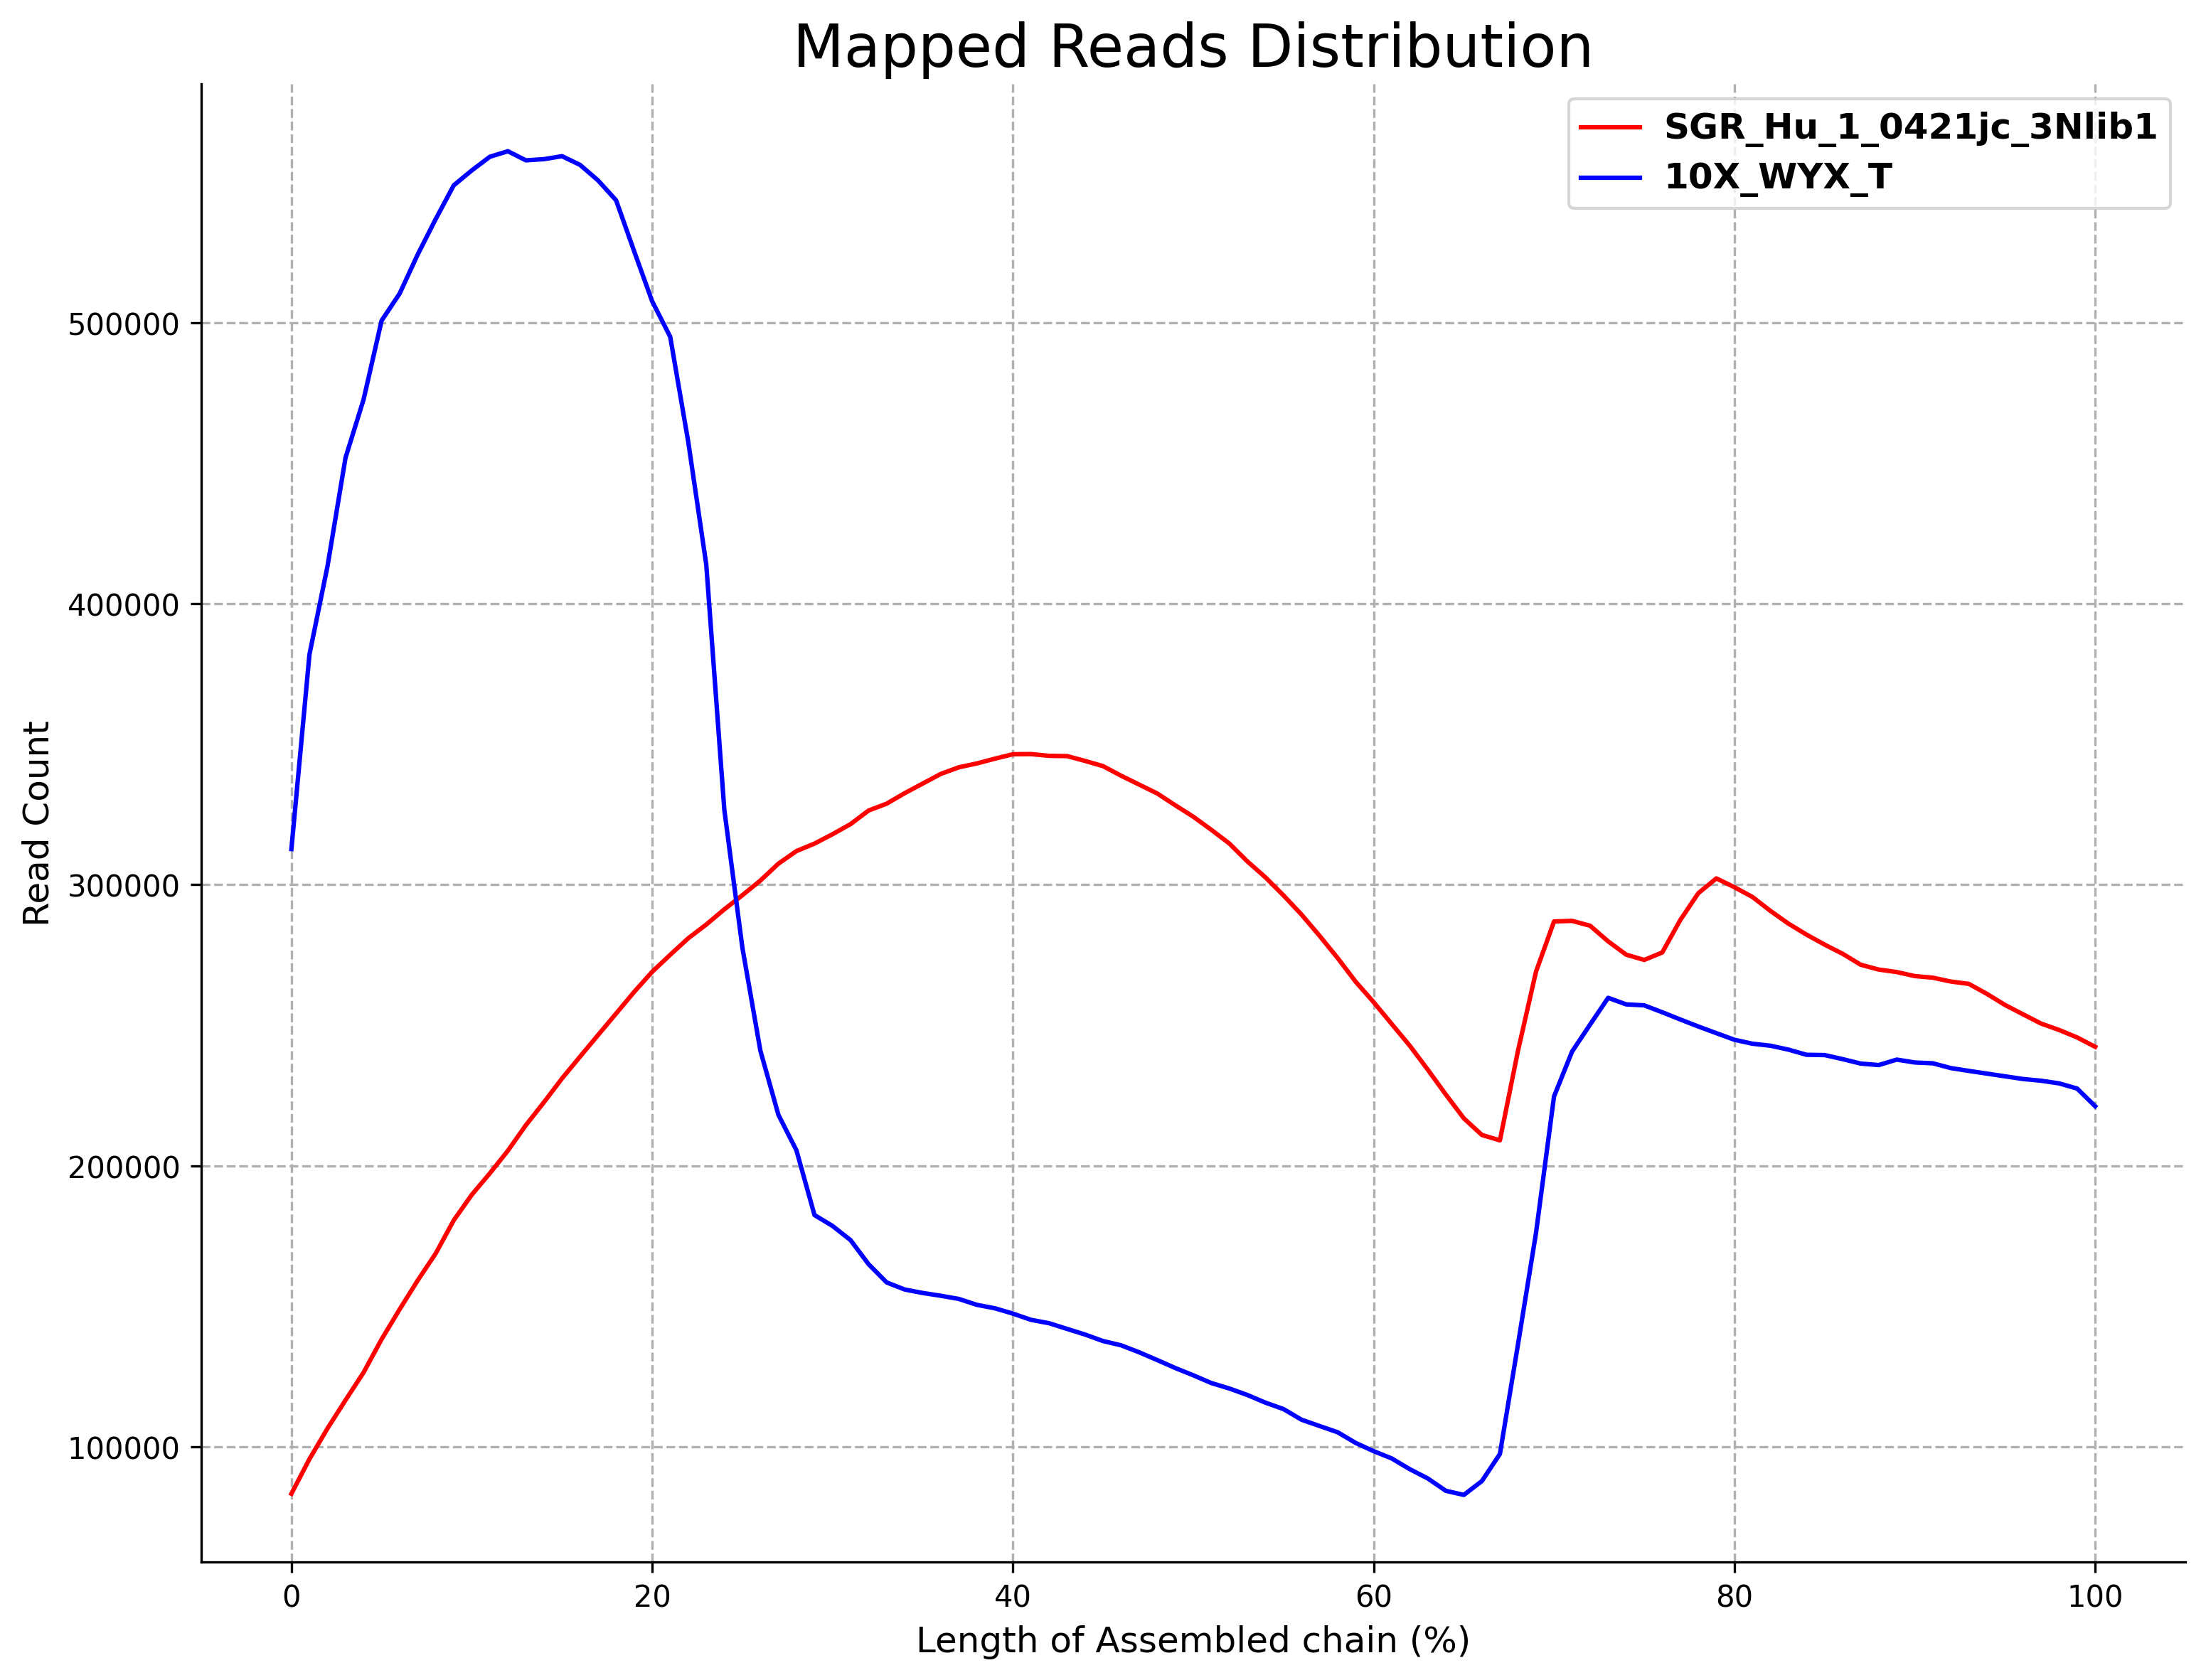 Mapped Reads Distribution
SGR_Hu_1_0421jc_3Nlib1
10X_WYX_T
Read Count
500000
400000
300000
200000
100000
0 20 40 60 80 100
Length of Assembled chain (%)